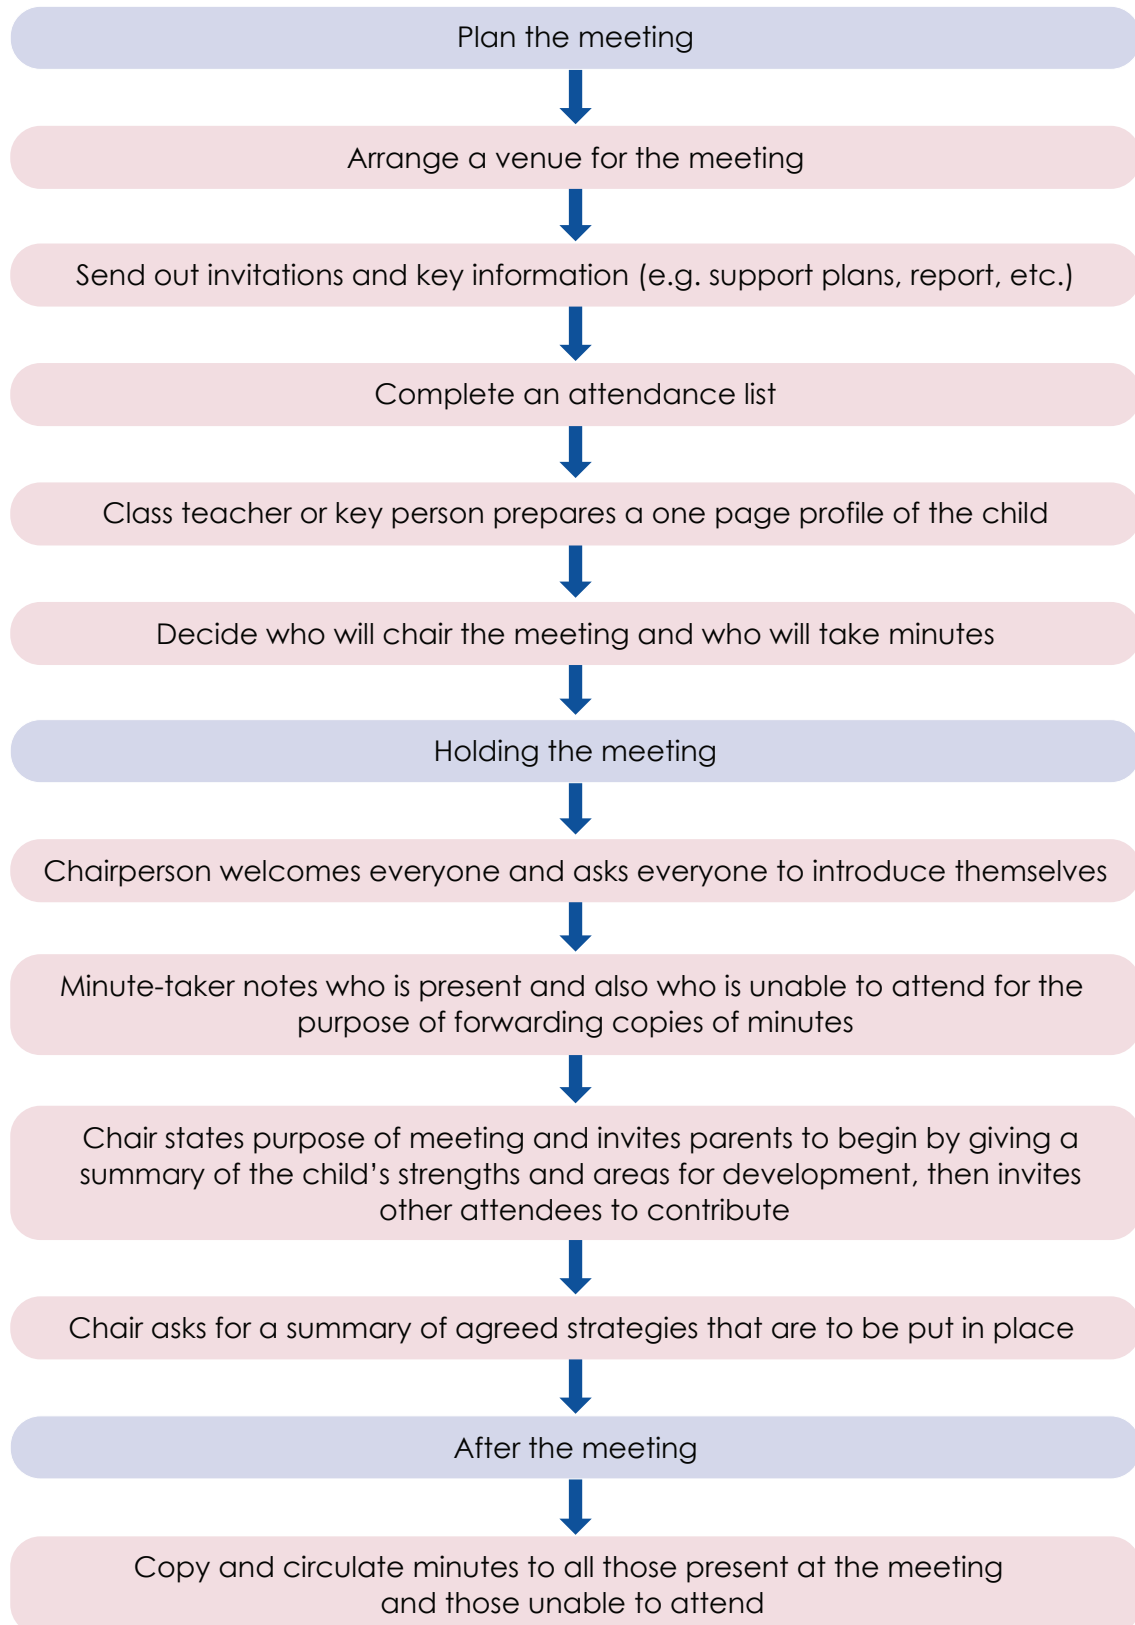 Plan the meeting
Arrange a venue for the meeting
Send out invitations and key information (e.g. support plans, report, etc.)
Complete an attendance list
Class teacher or key person prepares a one page profile of the child
Decide who will chair the meeting and who will take minutes
Holding the meeting
Chairperson welcomes everyone and asks everyone to introduce themselves
Minute-taker notes who is present and also who is unable to attend for the
purpose of forwarding copies of minutes
Chair states purpose of meeting and invites parents to begin by giving a
summary of the child’s strengths and areas for development, then invites
other attendees to contribute
Chair asks for a summary of agreed strategies that are to be put in place
After the meeting
Copy and circulate minutes to all those present at the meeting
and those unable to attend